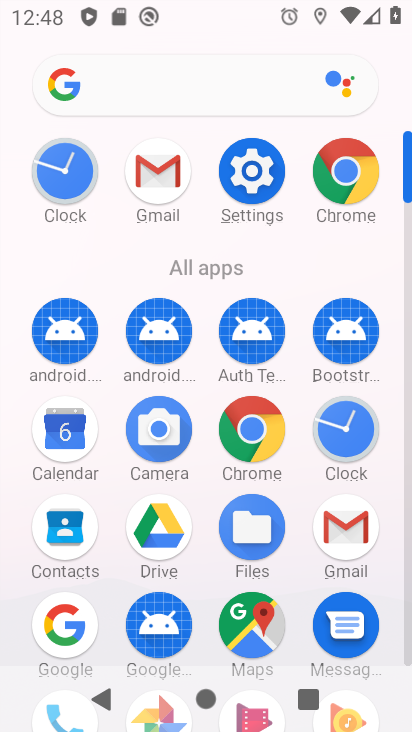 12:48
Clock Gmail Settings Chrome
All apps
android.... android.... Auth Te... Bootstr...
Calendar Camera Chrome Clock
6
Contacts Drive Files Gmail
Google Google... Maps Messag...